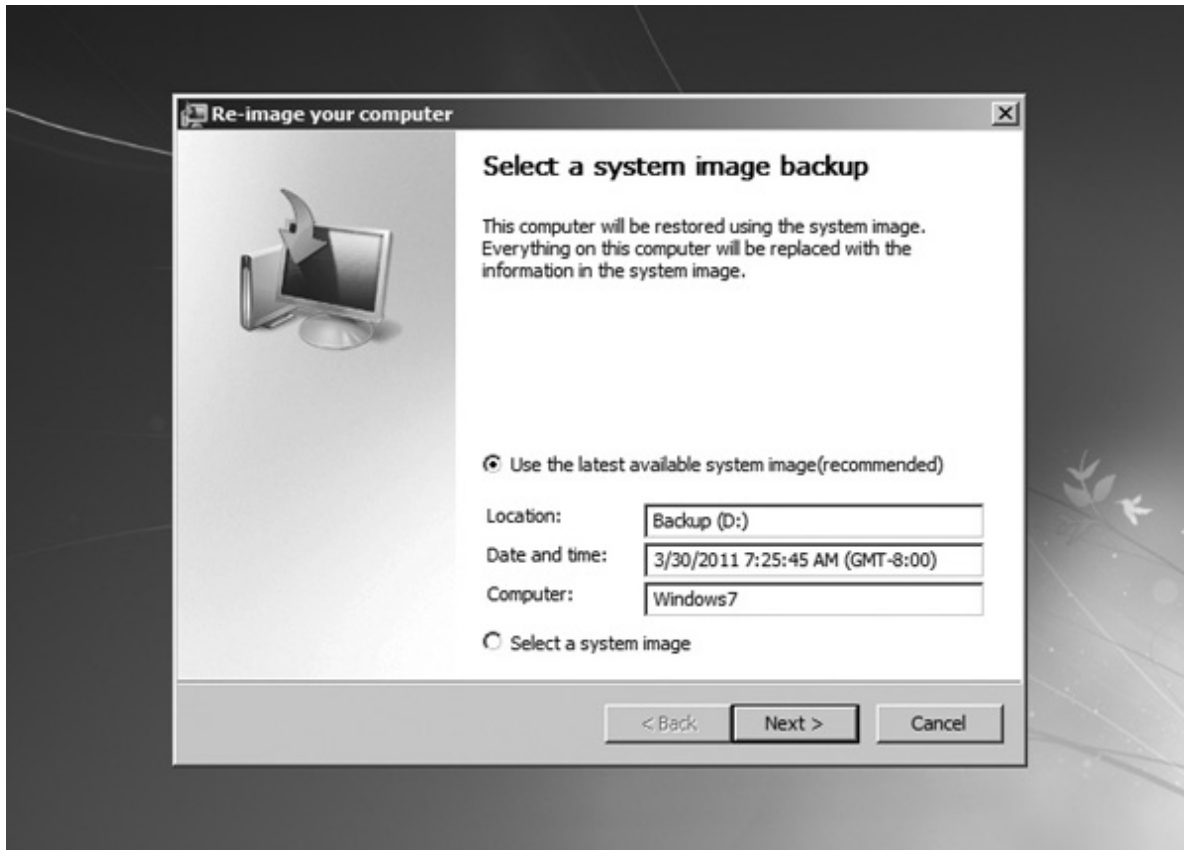 Re-image your computer
Select a system image backup
This computer will be restored using the system image.
Everything on this computer will be replaced with the
information in the system image.
Use the latest available system image(recommended)
Location: Backup (D:)
Date and time: 3/30/2011 7:25:45 AM (GMT-8:00)
Computer: Windows7
Select a system image
< Back Next > Cancel